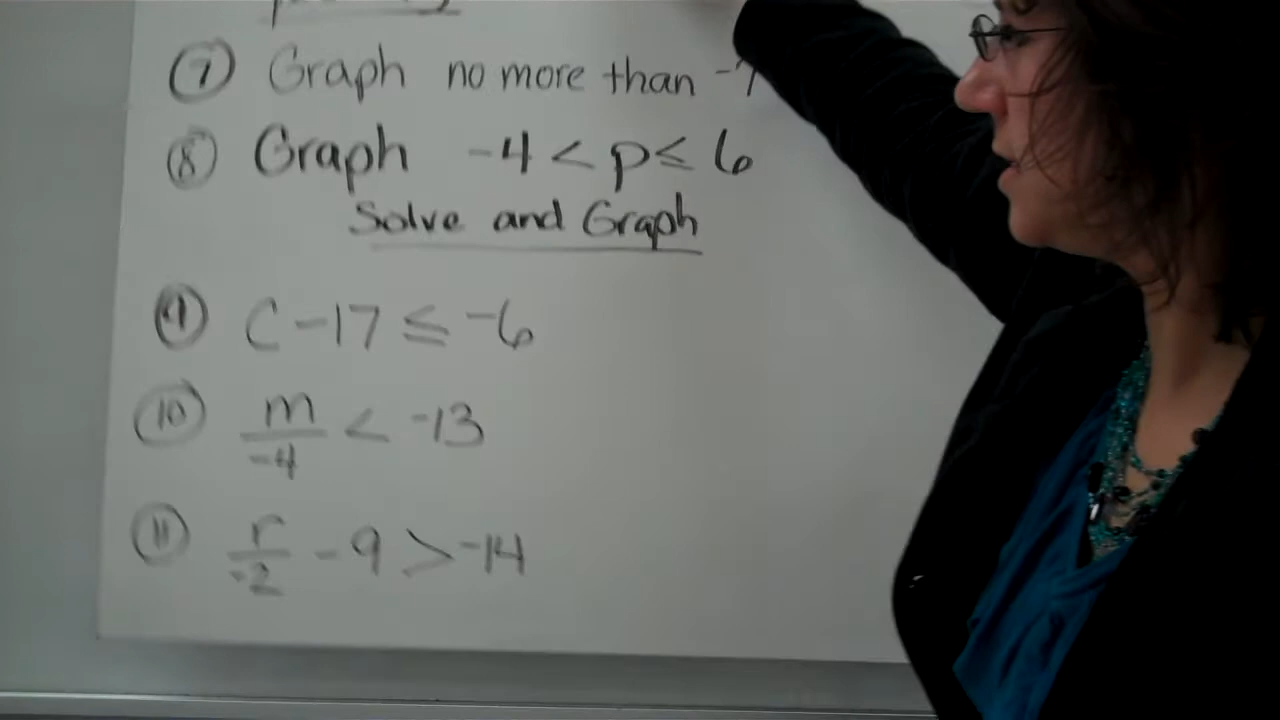 ⑦ Graph no more than -7
⑧ Graph -4 < p ≤ 6
Solve and Graph
⑨ C - 17 ≤ -6
⑩ m/-4 < -13
⑪ r/-2 - 9 > -14